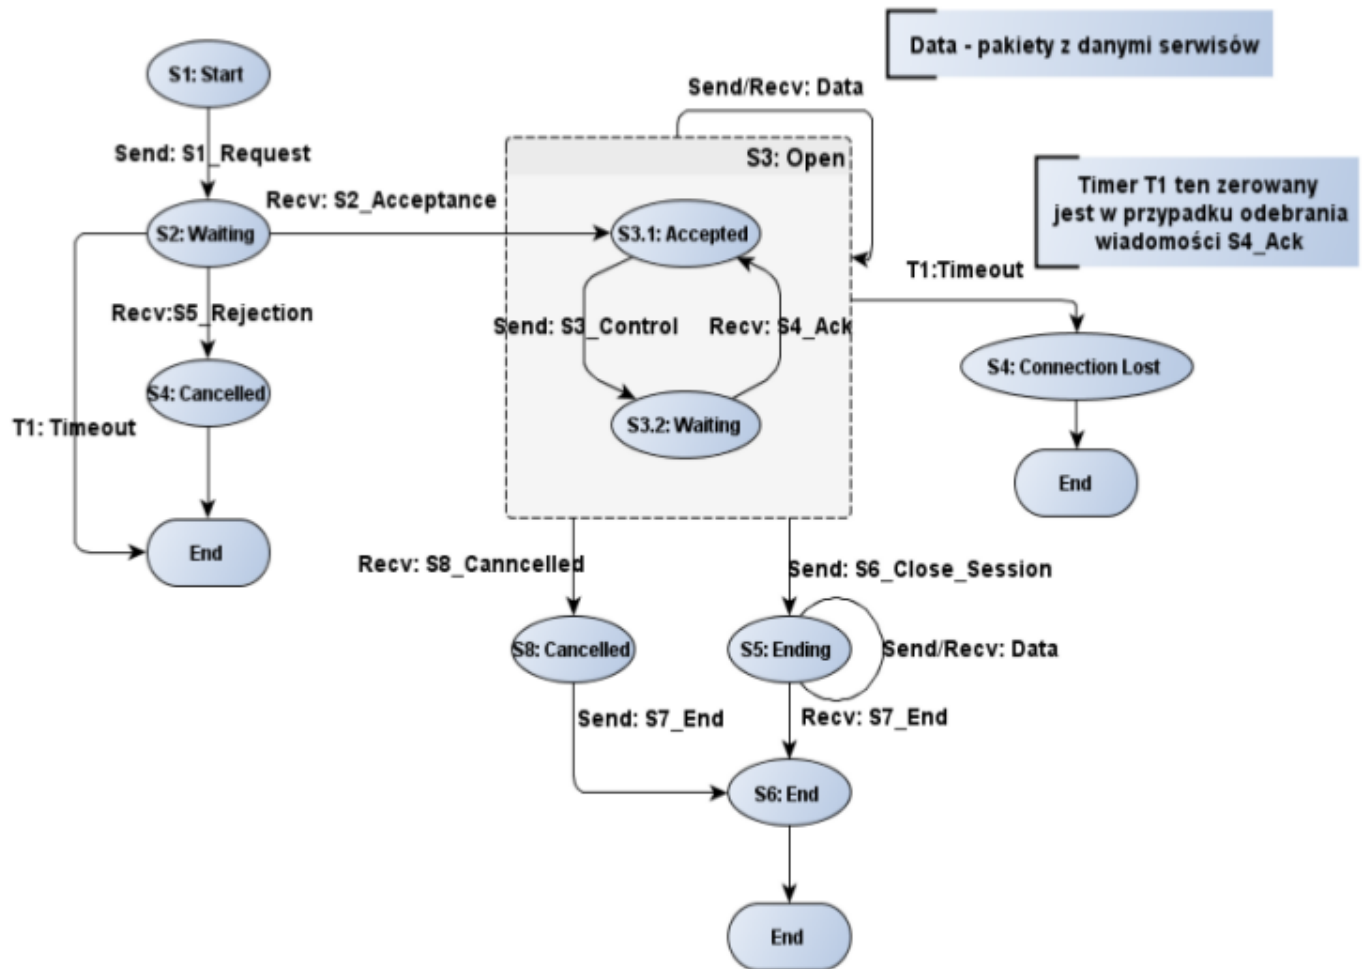 Data - pakiety z danymi serwisów
S1: Start
Send/Recv: Data
Send: S1_Request
S3: Open
Timer T1 ten zerowany
jest w przypadku odebrania
wiadomości S4_Ack
Recv: S2_Acceptance
S2: Waiting
S3.1: Accepted
T1:Timeout
Recv:S5_Rejection
Send: S3_Control
Recv: S4_Ack
S4: Connection Lost
S4: Cancelled
T1: Timeout
S3.2: Waiting
End
End
Recv: S8_Canncelled
Send: S6_Close_Session
S8: Cancelled
S5: Ending
Send/Recv: Data
Send: S7_End
Recv: S7_End
S6: End
End